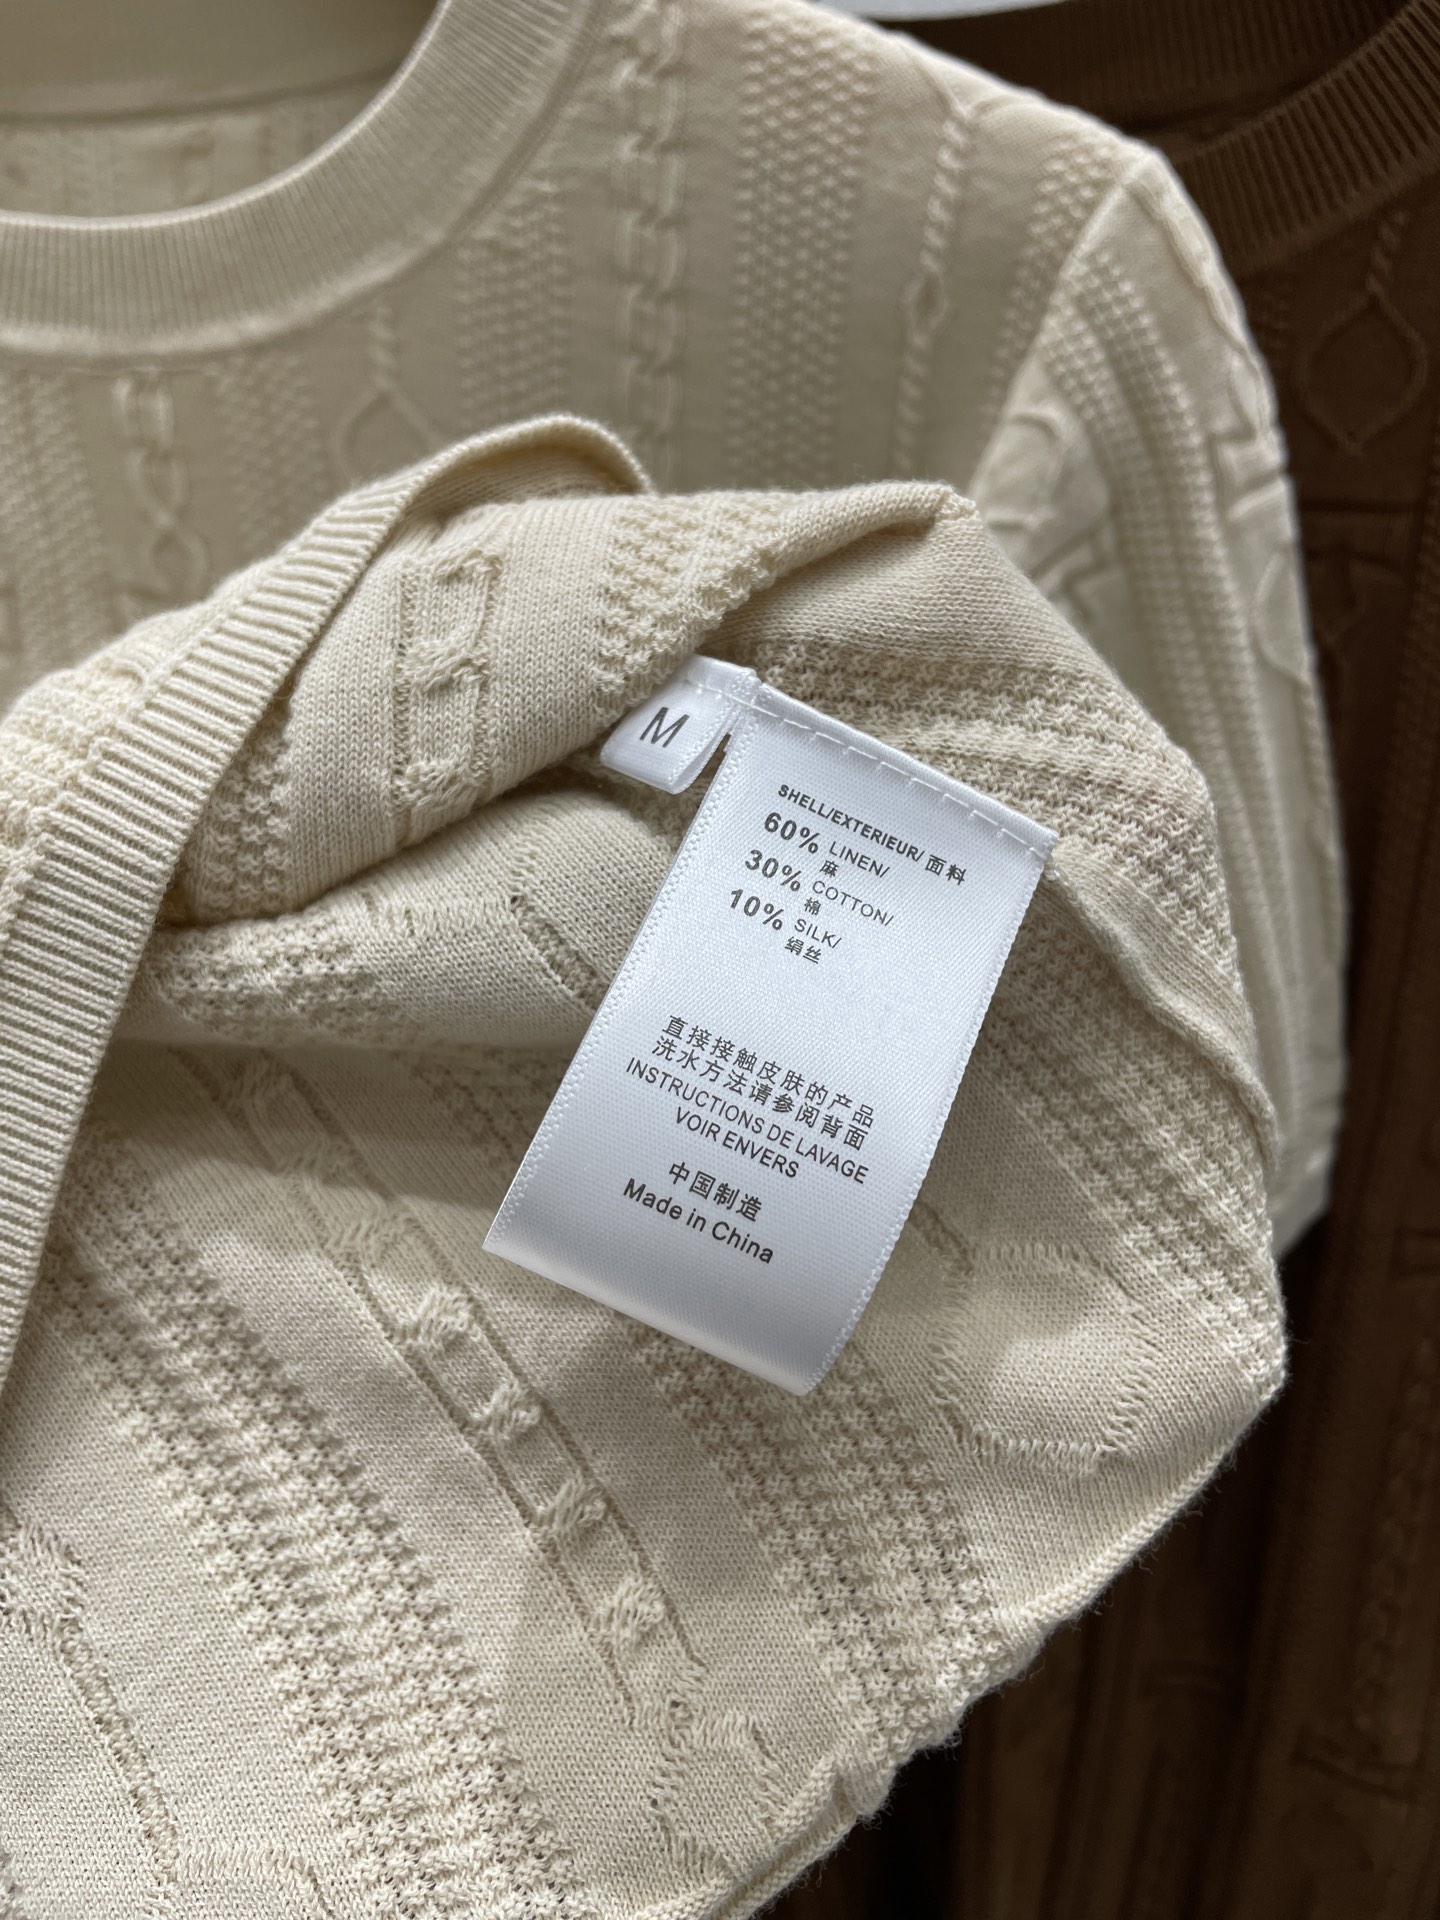 M
SHELL/EXTERIEUR/ 面料
60% LINEN/
麻
30% COTTON/
棉
10% SILK/
绢丝
直接接触皮肤的产品
洗水方法请参阅背面
INSTRUCTIONS DE LAVAGE
VOIR ENVERS
中国制造
Made in China